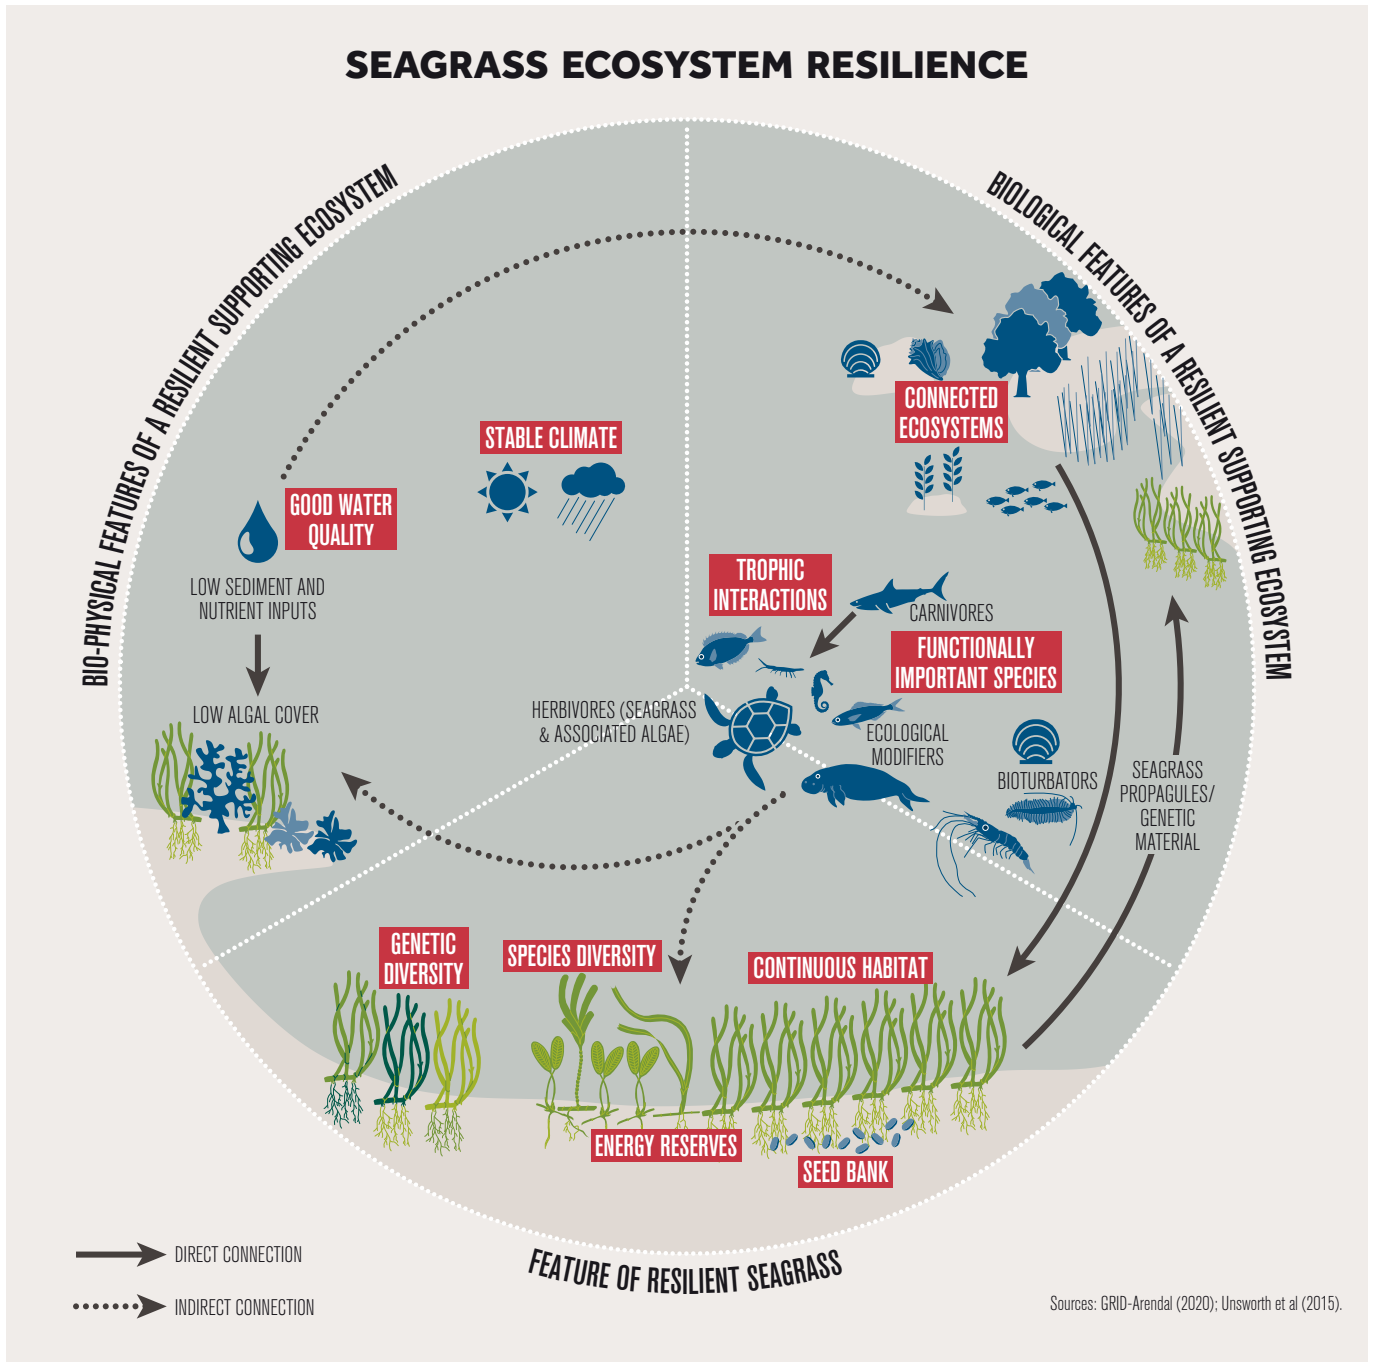 SEAGRASS ECOSYSTEM RESILIENCE
BIO-PHYSICAL FEATURES OF A RESILIENT SUPPORTING ECOSYSTEM
BIOLOGICAL FEATURES OF A RESILIENT SUPPORTING ECOSYSTEM
CONNECTED
ECOSYSTEMS
STABLE CLIMATE
GOOD WATER
QUALITY
LOW SEDIMENT AND
NUTRIENT INPUTS
LOW ALGAL COVER
TROPHIC
INTERACTIONS
CARNIVORES
FUNCTIONALLY
IMPORTANT SPECIES
HERBIVORES (SEAGRASS
& ASSOCIATED ALGAE)
ECOLOGICAL
MODIFIERS
BIOTURBATORS
SEAGRASS
PROPAGULES/
GENETIC
MATERIAL
GENETIC
DIVERSITY
SPECIES DIVERSITY
CONTINUOUS HABITAT
ENERGY RESERVES
SEED BANK
FEATURE OF RESILIENT SEAGRASS
DIRECT CONNECTION
INDIRECT CONNECTION
Sources: GRID-Arendal (2020); Unsworth et al (2015).